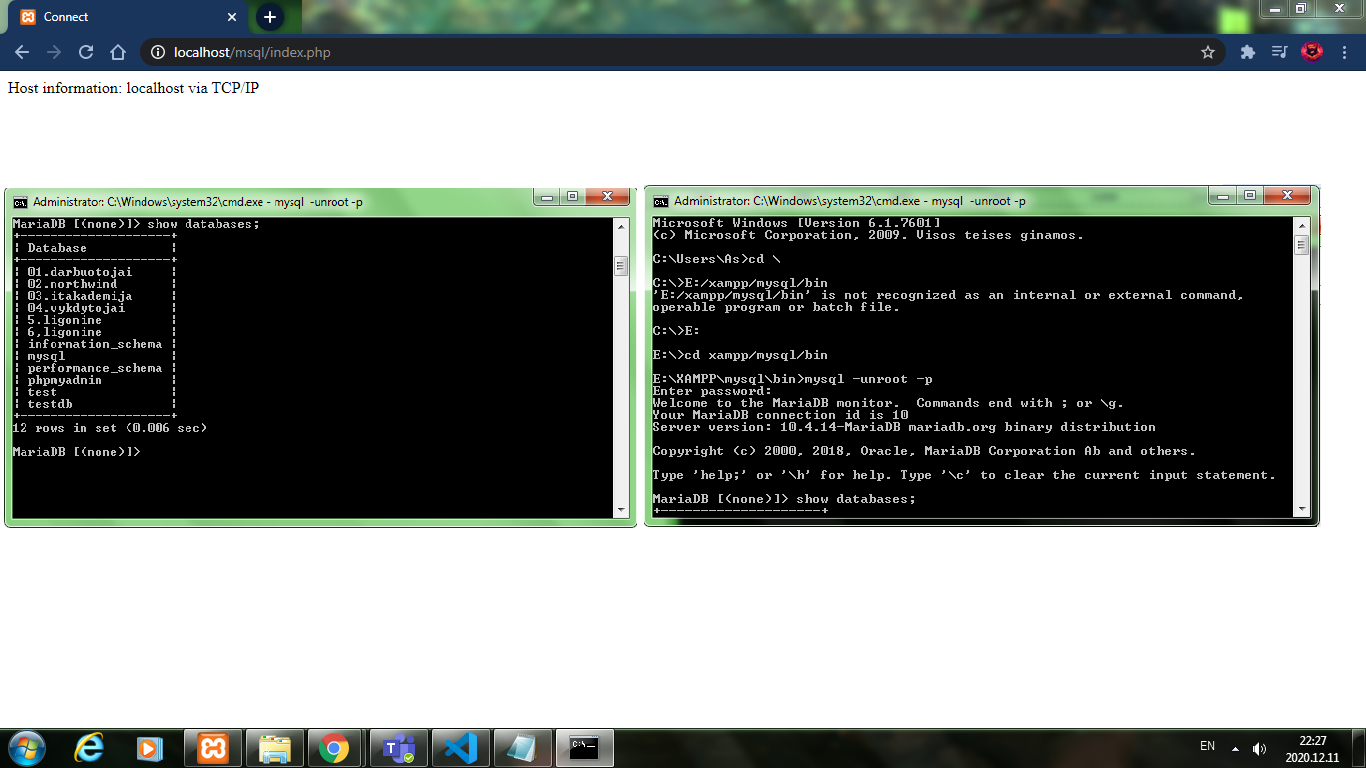 Connect
localhost/msql/index.php
Host information: localhost via TCP/IP
Administrator: C:\Windows\system32\cmd.exe - mysql -unroot -p
MariaDB [(none)]> show databases;
+--------------------+
| Database           |
+--------------------+
| 01.darbuotojai     |
| 02.northwind       |
| 03.itakademija     |
| 04.vykdytojai      |
| 5.ligonine         |
| 6,ligonine         |
| information_schema |
| mysql              |
| performance_schema |
| phpmyadmin         |
| test               |
| testdb             |
+--------------------+
12 rows in set (0.006 sec)
MariaDB [(none)]>
Administrator: C:\Windows\system32\cmd.exe - mysql -unroot -p
Microsoft Windows [Version 6.1.7601]
(c) Microsoft Corporation, 2009. Visos teises ginamos.
C:\Users\As>cd \
C:\>E:/xampp/mysql/bin
'E:/xampp/mysql/bin' is not recognized as an internal or external command,
operable program or batch file.
C:\>E:
E:\>cd xampp/mysql/bin
E:\XAMPP\mysql\bin>mysql -unroot -p
Enter password:
Welcome to the MariaDB monitor.  Commands end with ; or \g.
Your MariaDB connection id is 10
Server version: 10.4.14-MariaDB mariadb.org binary distribution
Copyright (c) 2000, 2018, Oracle, MariaDB Corporation Ab and others.
Type 'help;' or '\h' for help. Type '\c' to clear the current input statement.
MariaDB [(none)]> show databases;
+--------------------+
EN
22:27
2020.12.11